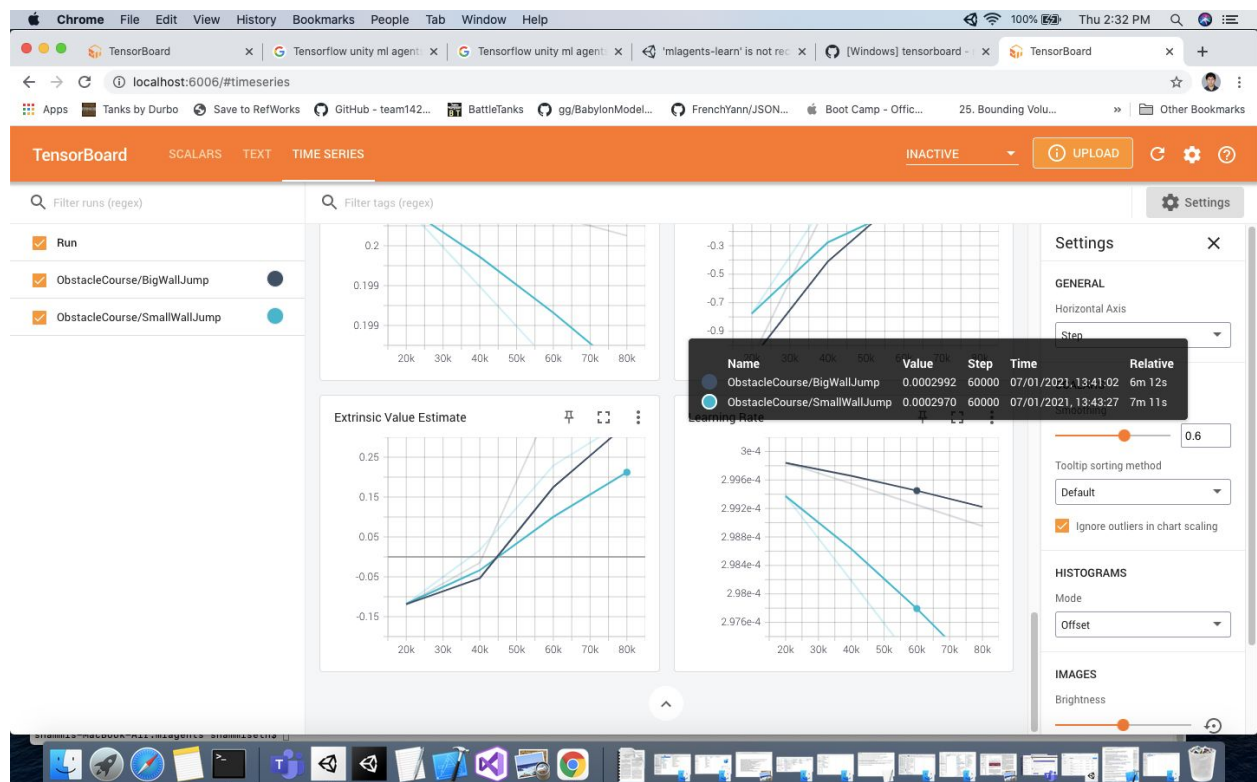 Chrome File Edit View History Bookmarks People Tab Window Help 100% Thu 2:32 PM
TensorBoard Tensorflow unity ml agent Tensorflow unity ml agent 'mlagents-learn' is not rec [Windows] tensorboard - TensorBoard
localhost:6006/#timeseries
Apps Tanks by Durbo Save to RefWorks GitHub - team142... BattleTanks gg/BabylonModel... FrenchYann/JSON... Boot Camp - Offic... 25. Bounding Volu... » Other Bookmarks
TensorBoard SCALARS TEXT TIME SERIES INACTIVE UPLOAD
Filter runs (regex) Filter tags (regex) Settings
Run
ObstacleCourse/BigWallJump
ObstacleCourse/SmallWallJump
0.2
0.199
0.199
20k 30k 40k 50k 60k 70k 80k
-0.3
-0.5
-0.7
-0.9
30k 40k 50k 60k 70k
Name Value Step Time Relative
ObstacleCourse/BigWallJump 0.0002992 60000 07/01/2021, 13:41:02 6m 12s
ObstacleCourse/SmallWallJump 0.0002970 60000 07/01/2021, 13:43:27 7m 11s
Extrinsic Value Estimate
0.25
0.15
0.05
-0.05
-0.15
20k 30k 40k 50k 60k 70k 80k
Learning Rate
3e-4
2.996e-4
2.992e-4
2.988e-4
2.984e-4
2.98e-4
2.976e-4
20k 30k 40k 50k 60k 70k 80k
Settings
GENERAL
Horizontal Axis
Step
Smoothing
0.6
Tooltip sorting method
Default
Ignore outliers in chart scaling
HISTOGRAMS
Mode
Offset
IMAGES
Brightness